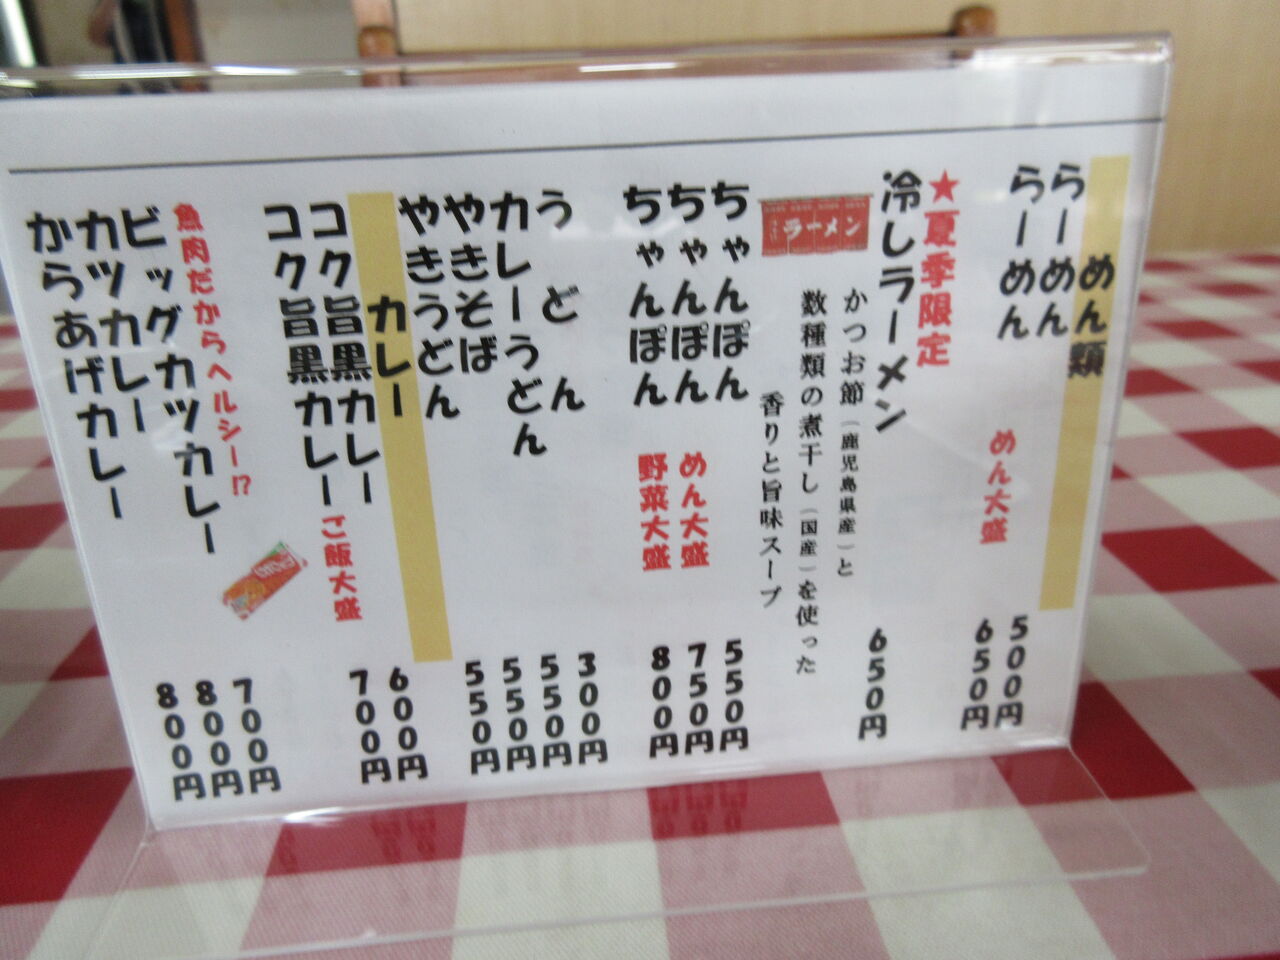 めん類
らーめん 500円
らーめん めん大盛 650円
★夏季限定
冷しラーメン 650円
かつお節(鹿児島県産)と
数種類の煮干し(国産)を使った
香りと旨味スープ
ラーメン
ちゃんぽん 550円
ちゃんぽん めん大盛 750円
ちゃんぽん 野菜大盛 800円
うどん 300円
カレーうどん 550円
やきそば 550円
やきうどん 550円
カレー
コク旨黒カレー 600円
コク旨黒カレー ご飯大盛 700円
魚肉だからヘルシー!?
ビッグカツカレー 700円
カツカレー 800円
からあげカレー 800円